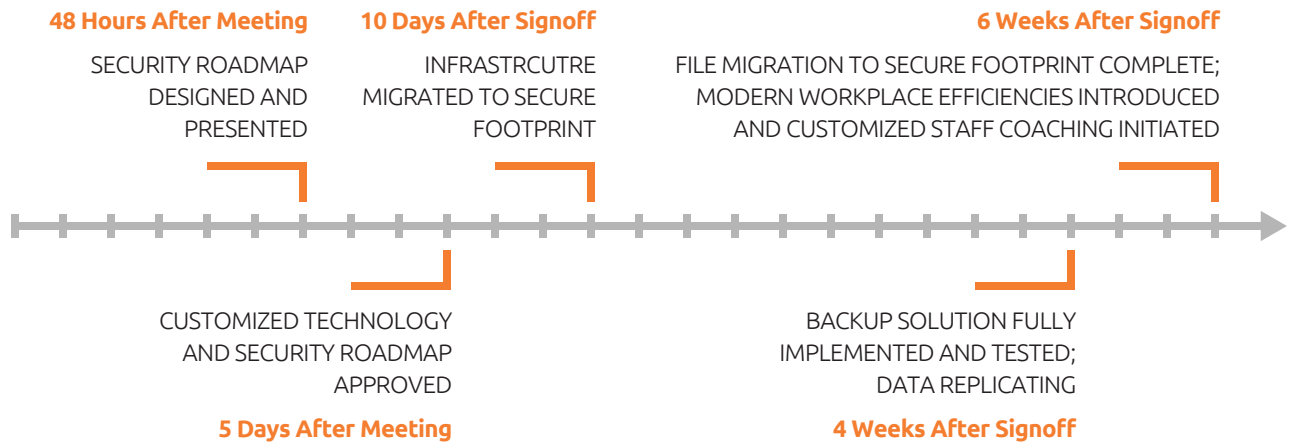 48 Hours After Meeting
SECURITY ROADMAP
DESIGNED AND
PRESENTED
10 Days After Signoff
INFRASTRCUTRE
MIGRATED TO SECURE
FOOTPRINT
6 Weeks After Signoff
FILE MIGRATION TO SECURE FOOTPRINT COMPLETE;
MODERN WORKPLACE EFFICIENCIES INTRODUCED
AND CUSTOMIZED STAFF COACHING INITIATED
CUSTOMIZED TECHNOLOGY
AND SECURITY ROADMAP
APPROVED
5 Days After Meeting
BACKUP SOLUTION FULLY
IMPLEMENTED AND TESTED;
DATA REPLICATING
4 Weeks After Signoff